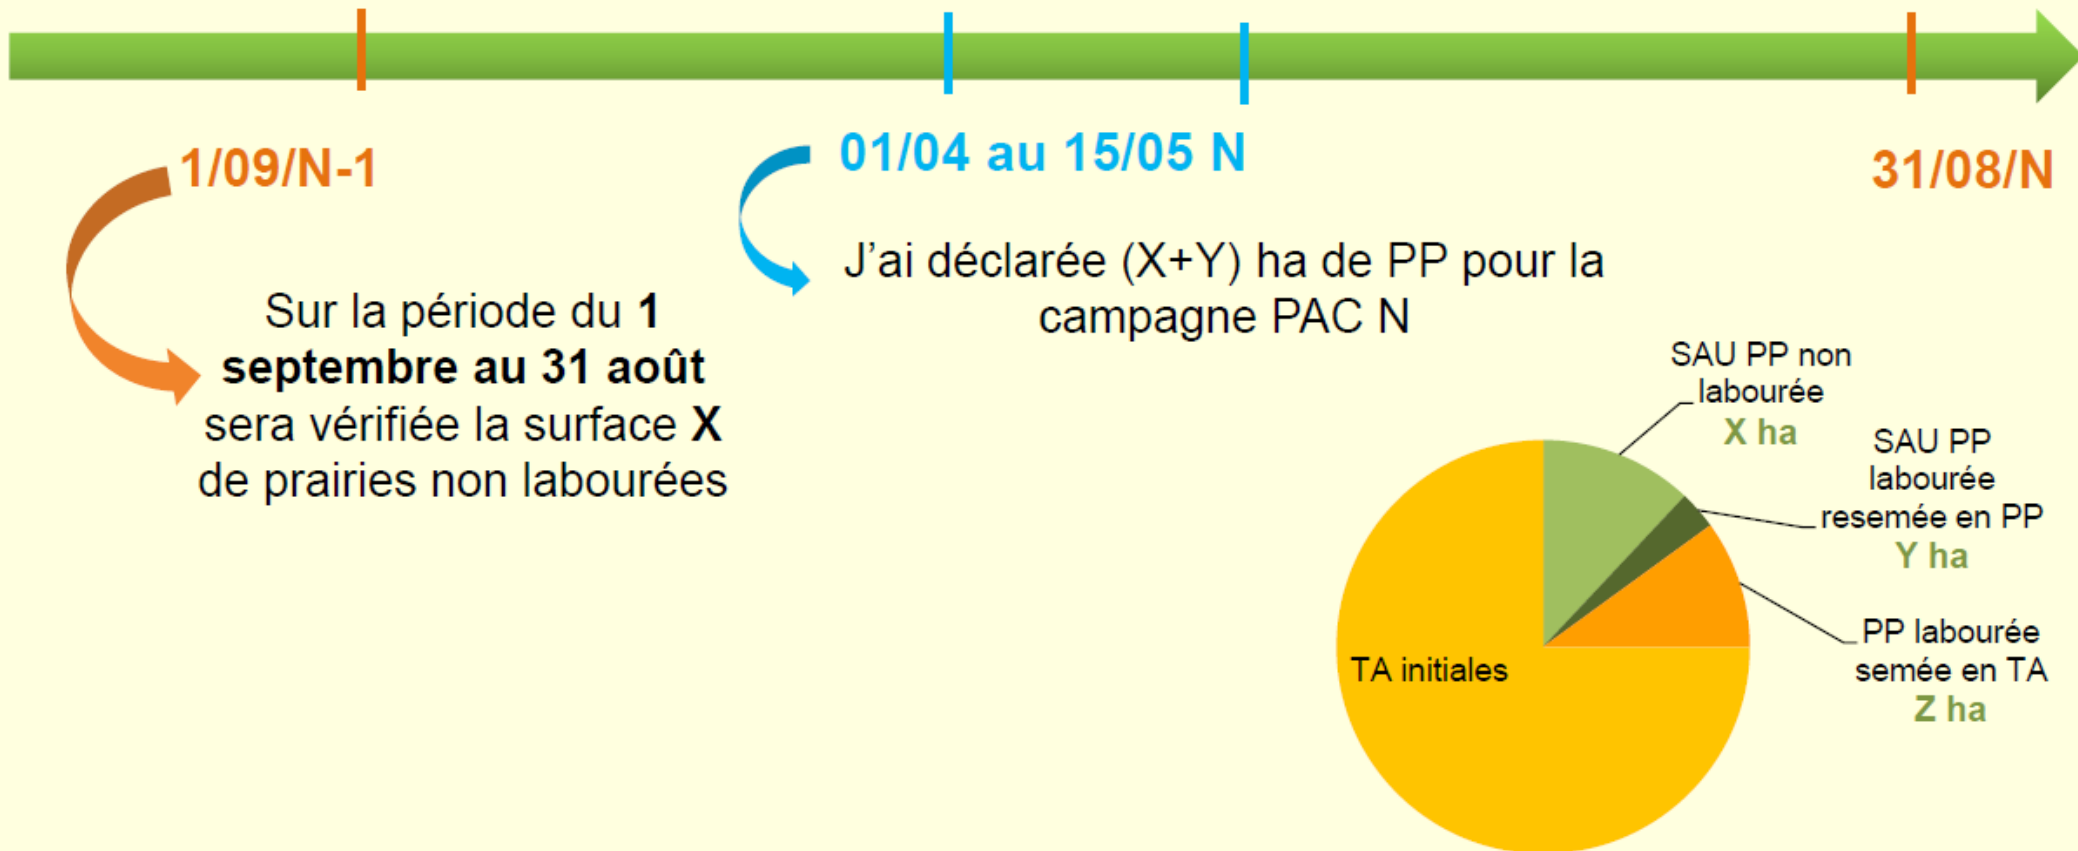 1/09/N-1
Sur la période du 1
septembre au 31 août
sera vérifiée la surface X
de prairies non labourées
01/04 au 15/05 N
J'ai déclarée (X+Y) ha de PP pour la
campagne PAC N
31/08/N
SAU PP non
labourée
X ha
SAU PP
labourée
resemée en PP
Y ha
PP labourée
semée en TA
Z ha
TA initiales